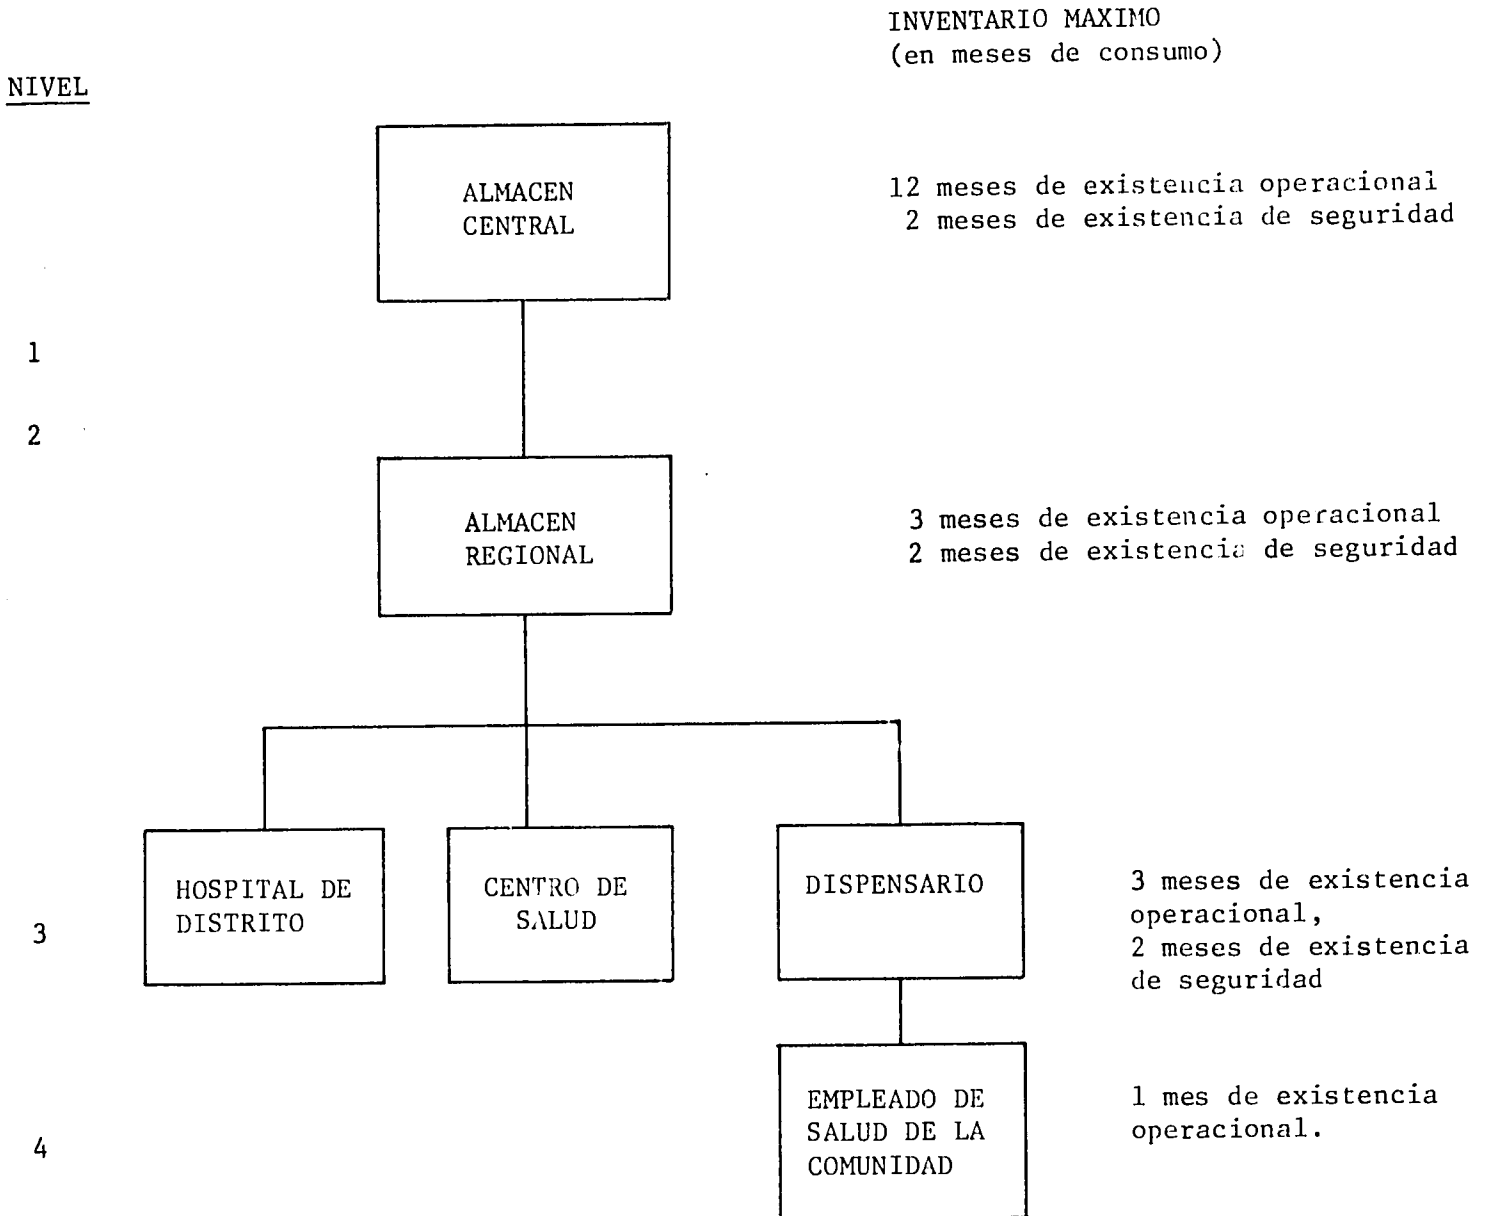 INVENTARIO MAXIMO
(en meses de consumo)
NIVEL
ALMACEN
CENTRAL
12 meses de existencia operacional
2 meses de existencia de seguridad
1
2
ALMACEN
REGIONAL
3 meses de existencia operacional
2 meses de existencia de seguridad
HOSPITAL DE
DISTRITO
CENTRO DE
SALUD
DISPENSARIO
3 meses de existencia
operacional,
2 meses de existencia
de seguridad
3
EMPLEADO DE
SALUD DE LA
COMUNIDAD
1 mes de existencia
operacional.
4